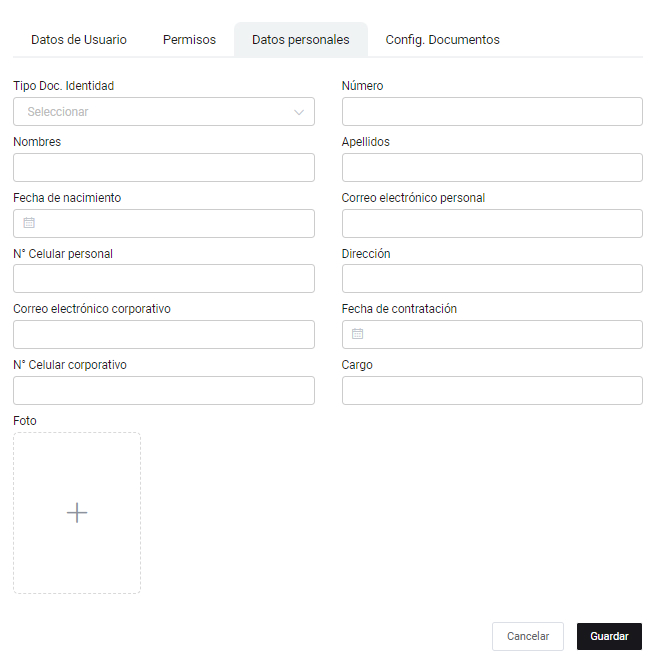 Datos de Usuario Permisos Datos personales Config. Documentos
Tipo Doc. Identidad Número
Seleccionar
Nombres Apellidos
Fecha de nacimiento Correo electrónico personal
N° Celular personal Dirección
Correo electrónico corporativo Fecha de contratación
N° Celular corporativo Cargo
Foto
Cancelar Guardar